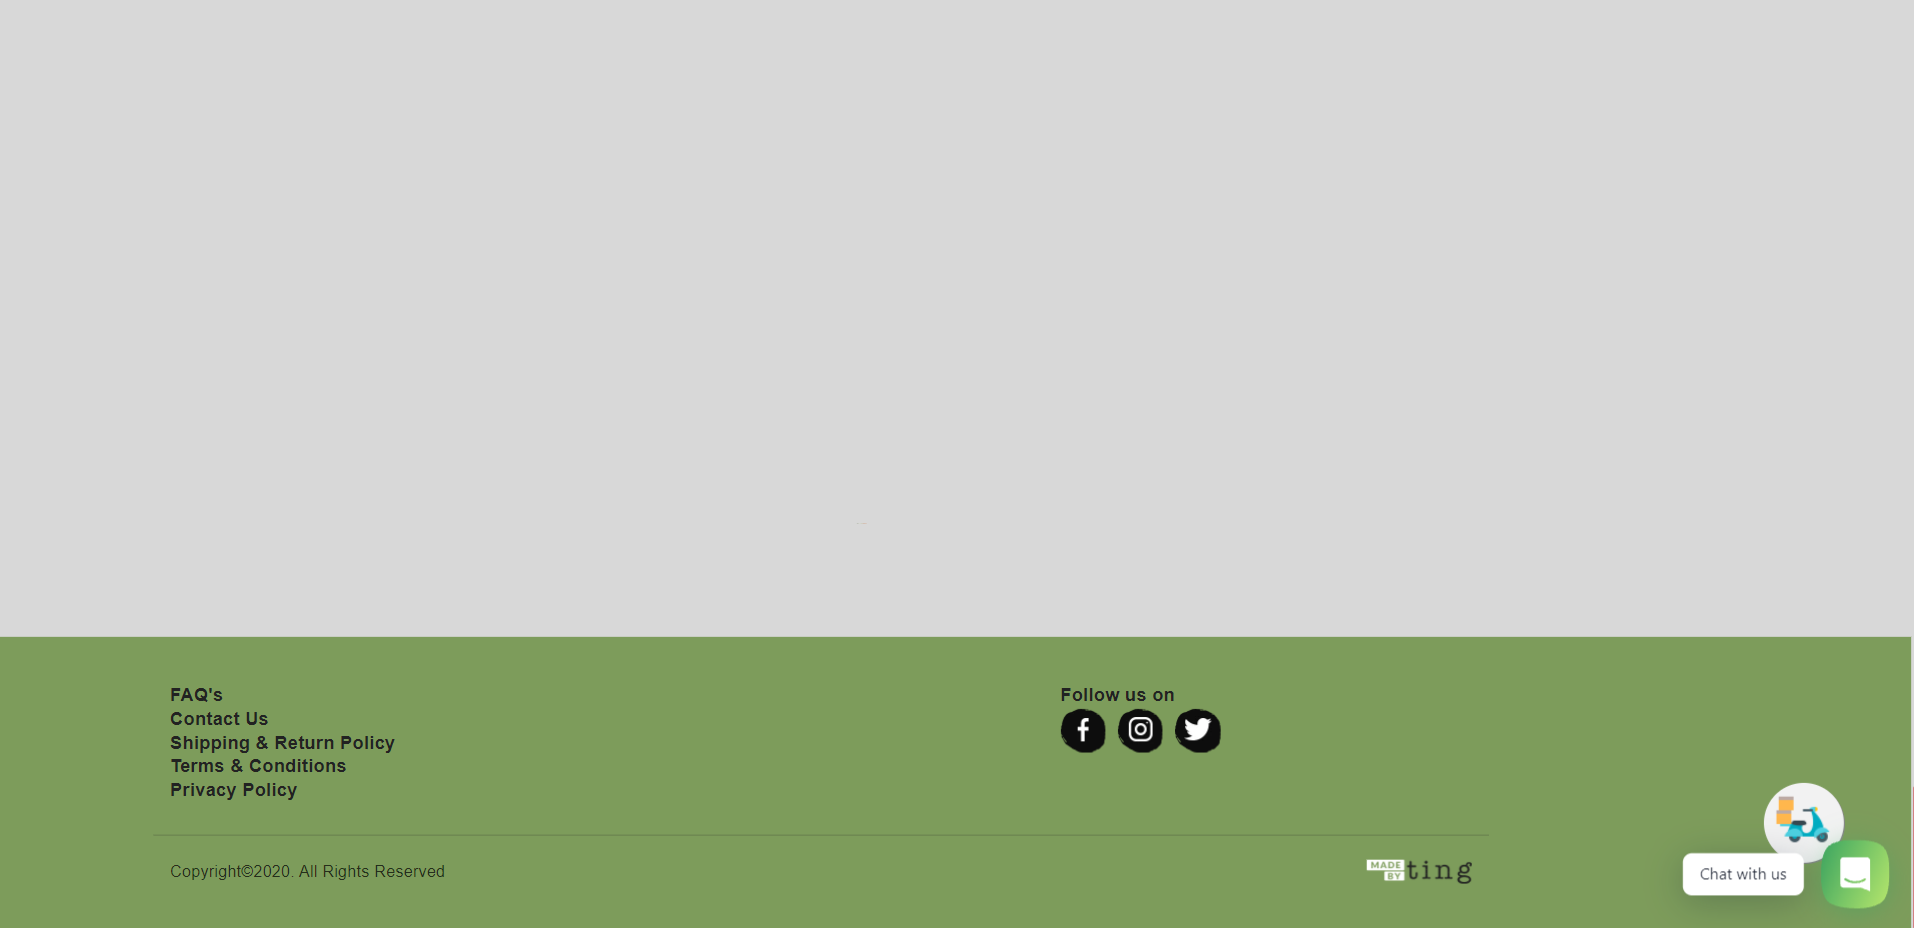 FAQ's
Contact Us
Shipping & Return Policy
Terms & Conditions
Privacy Policy
Follow us on
Copyright©2020. All Rights Reserved
MADE BY ting
Chat with us